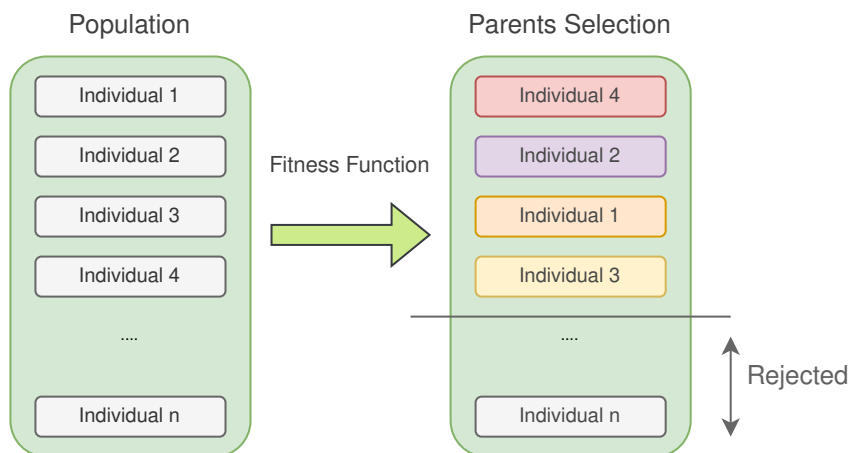 Population
Individual 1
Individual 2
Individual 3
Individual 4
....
Individual n
Fitness Function
Parents Selection
Individual 4
Individual 2
Individual 1
Individual 3
....
Individual n
Rejected